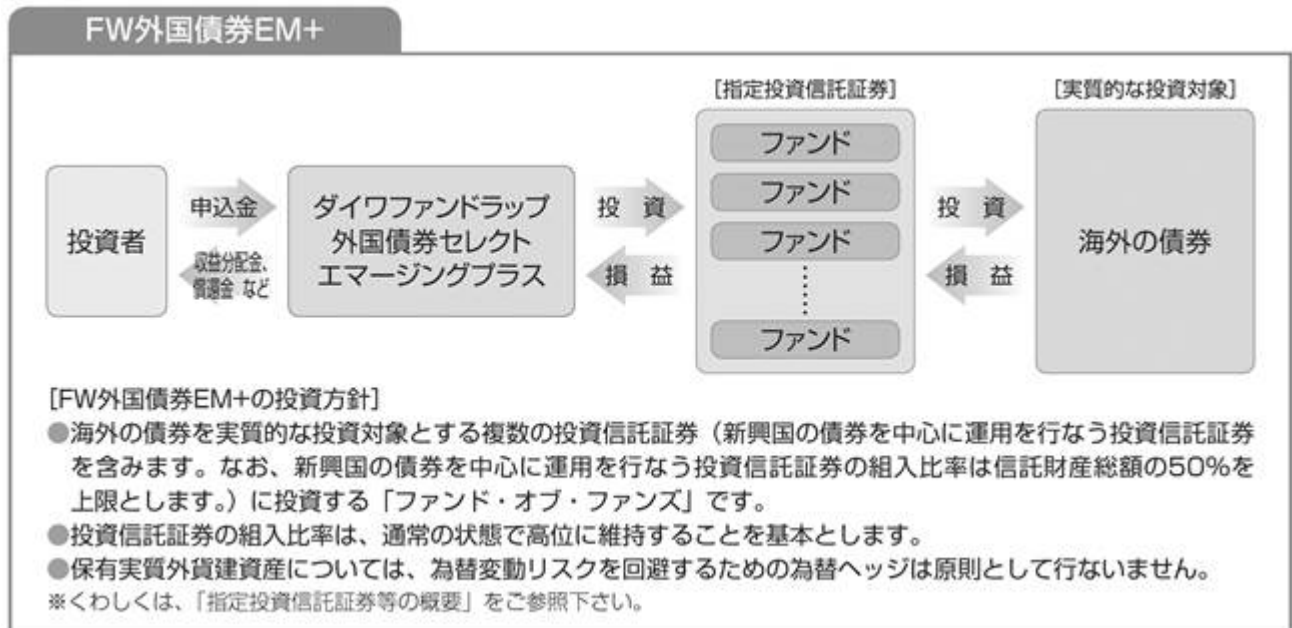 FW外国債券EM+
[指定投資信託証券]
[実質的な投資対象]
投資者
申込金
収益分配金、
償還金 など
ダイワファンドラップ
外国債券セレクト
エマージングプラス
投 資
損 益
ファンド
ファンド
ファンド
ファンド
投 資
損 益
海外の債券
[FW外国債券EM+の投資方針]
●海外の債券を実質的な投資対象とする複数の投資信託証券（新興国の債券を中心に運用を行なう投資信託証券
を含みます。なお、新興国の債券を中心に運用を行なう投資信託証券の組入比率は信託財産総額の50%を
上限とします。）に投資する「ファンド・オブ・ファンズ」です。
●投資信託証券の組入比率は、通常の状態で高位に維持することを基本とします。
●保有実質外貨建資産については、為替変動リスクを回避するための為替ヘッジは原則として行ないません。
※くわしくは、「指定投資信託証券等の概要」をご参照下さい。